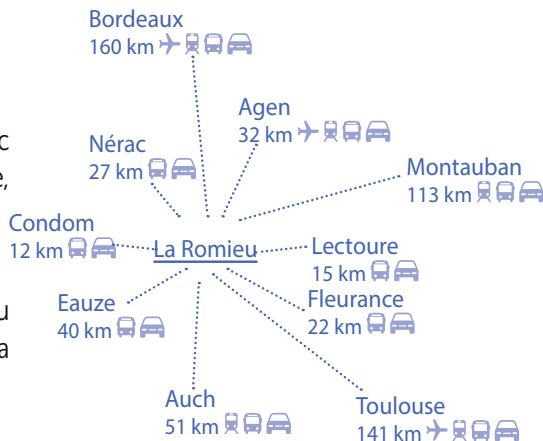 Bordeaux
160 km
Agen
32 km
c
Nérac
27 km
e,
Montauban
113 km
Condom
12 km
La Romieu
Lectoure
15 km
Eauze
40 km
Fleurance
22 km
u
a
Auch
51 km
Toulouse
141 km